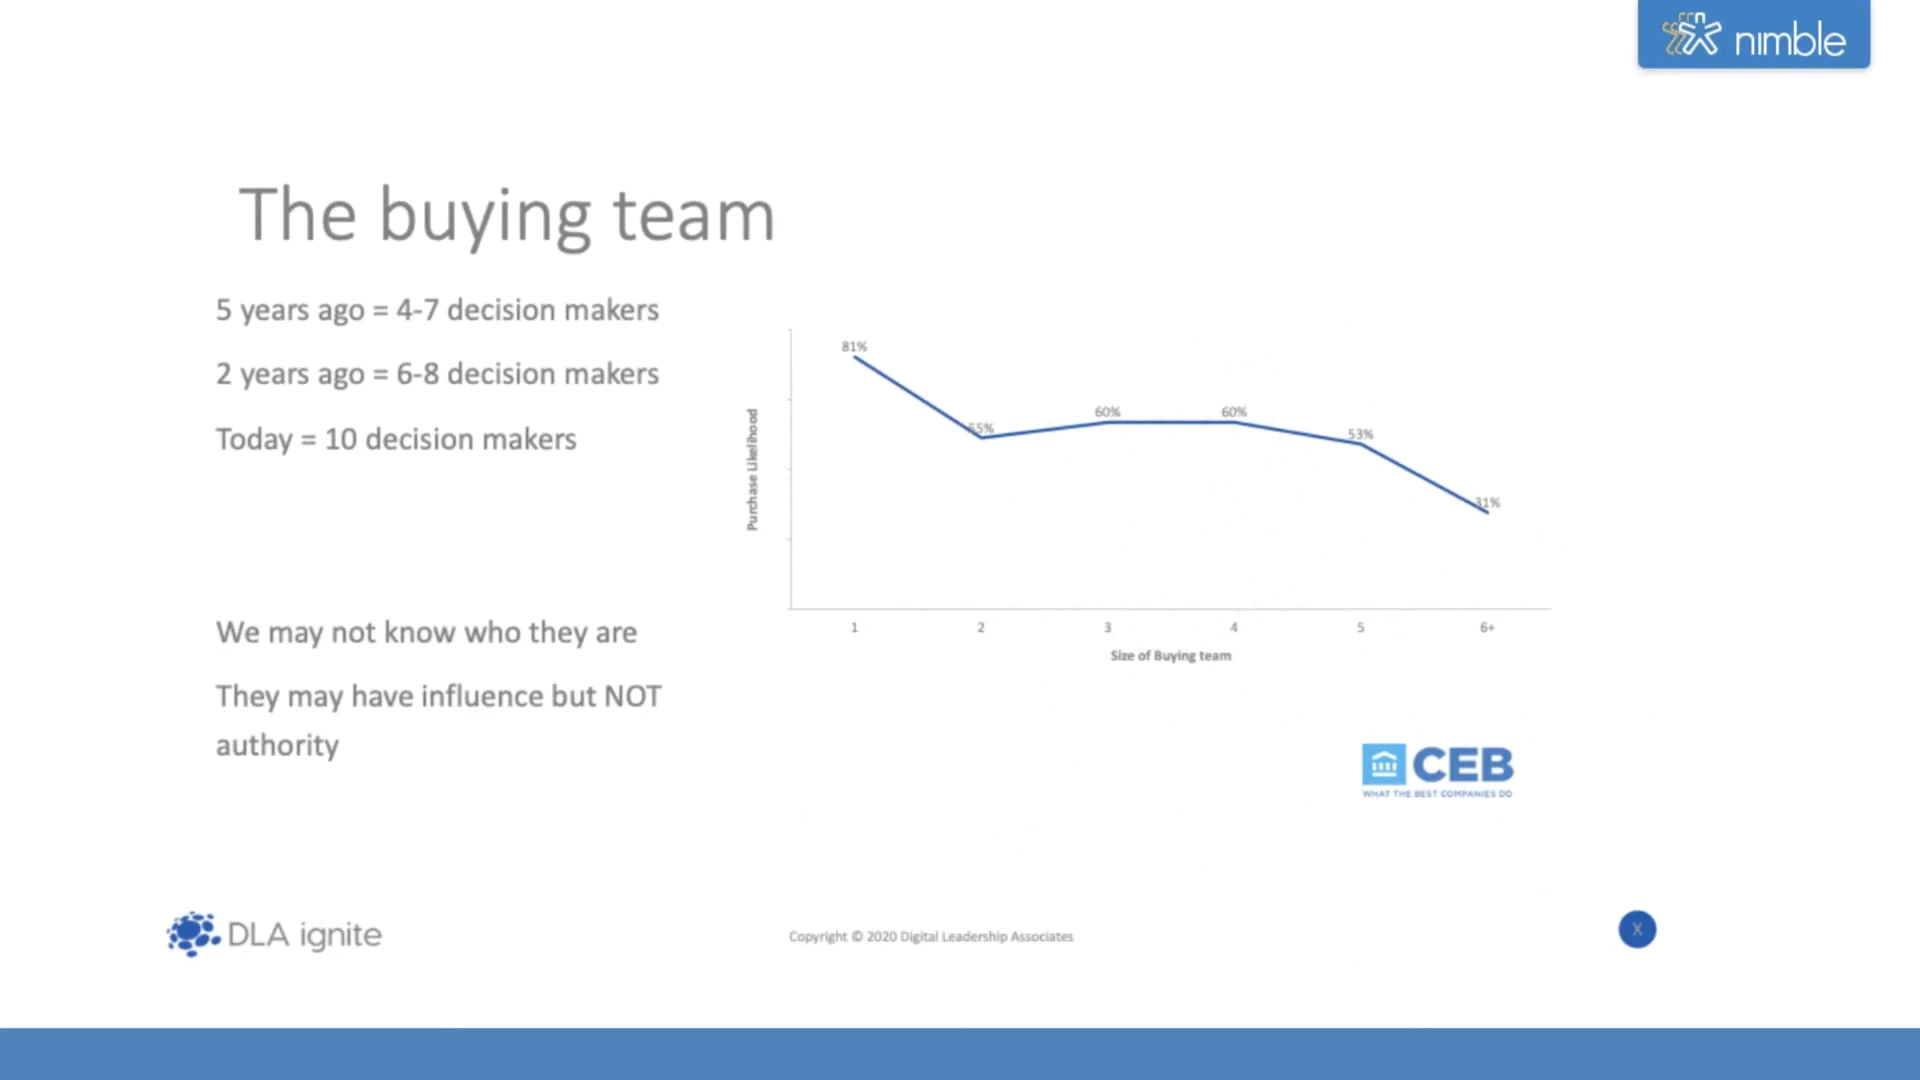 nimble
The buying team
5 years ago = 4-7 decision makers
2 years ago = 6-8 decision makers
Today = 10 decision makers
We may not know who they are
They may have influence but NOT
authority
Purchase Likelihood
81%
55%
60%
60%
53%
31%
1
2
3
4
5
6+
Size of Buying team
CEB
WHAT THE BEST COMPANIES DO
DLA ignite
Copyright © 2020 Digital Leadership Associates
X